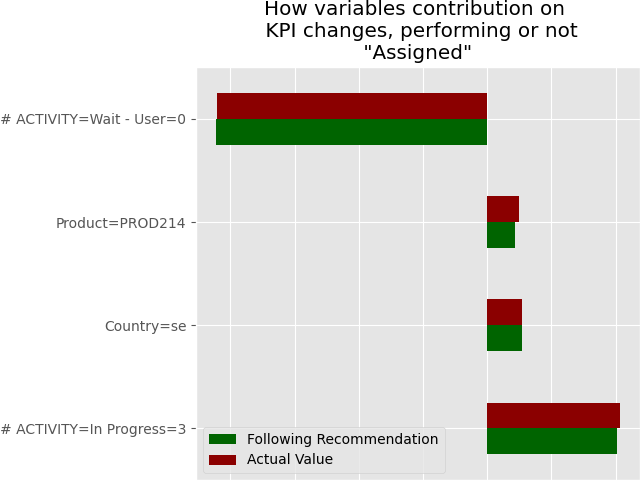 How variables contribution on
KPI changes, performing or not
"Assigned"
# ACTIVITY=Wait - User=0
Product=PROD214
Country=se
# ACTIVITY=In Progress=3
Following Recommendation
Actual Value